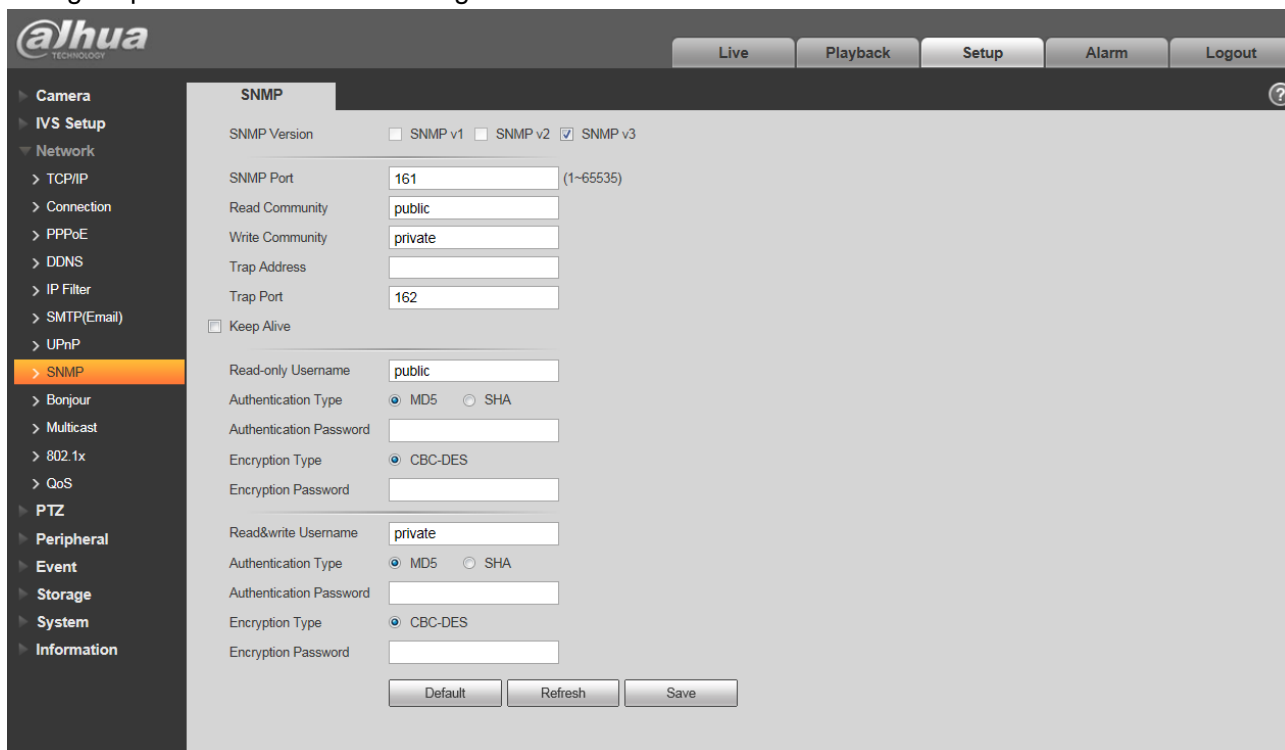 alhua
TECHNOLOGY
Live Playback Setup Alarm Logout
Camera
IVS Setup
Network
> TCP/IP
> Connection
> PPPoE
> DDNS
> IP Filter
> SMTP(Email)
> UPnP
> SNMP
> Bonjour
> Multicast
> 802.1x
> QoS
PTZ
Peripheral
Event
Storage
System
Information
SNMP ?
SNMP Version SNMP v1 SNMP v2 SNMP v3
SNMP Port 161 (1~65535)
Read Community public
Write Community private
Trap Address
Trap Port 162
Keep Alive
Read-only Username public
Authentication Type MD5 SHA
Authentication Password
Encryption Type CBC-DES
Encryption Password
Read&write Username private
Authentication Type MD5 SHA
Authentication Password
Encryption Type CBC-DES
Encryption Password
Default Refresh Save